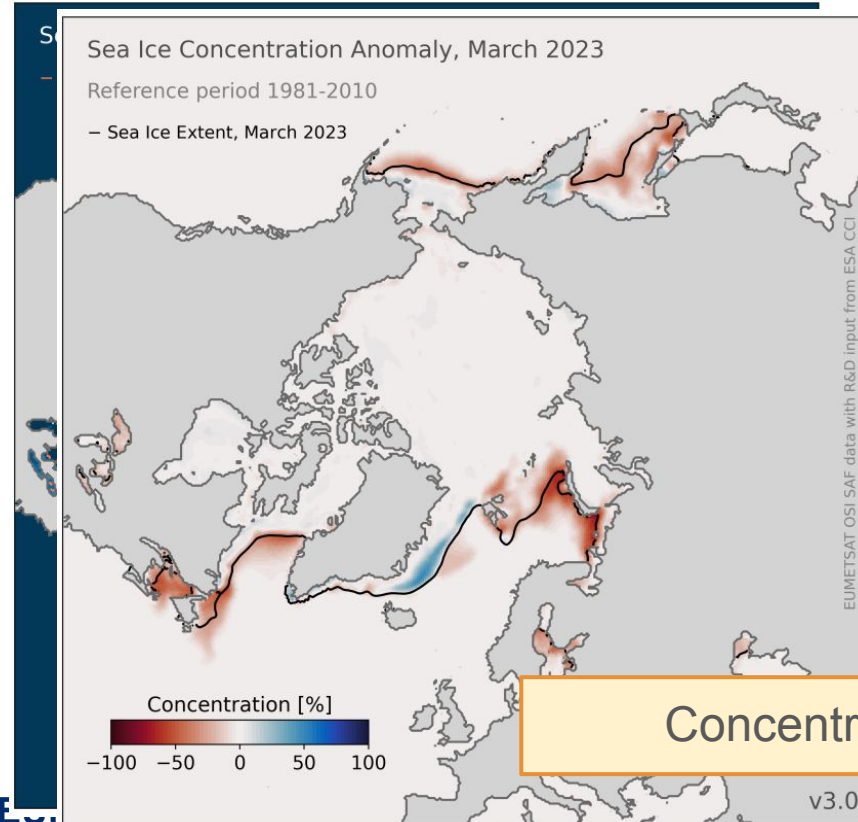 Sea Ice Concentration Anomaly, March 2023
Reference period 1981-2010
– Sea Ice Extent, March 2023
EUMETSAT OSI SAF data with R&D input from ESA CCI
Concentration [%]
−100 −50 0 50 100
v3.0